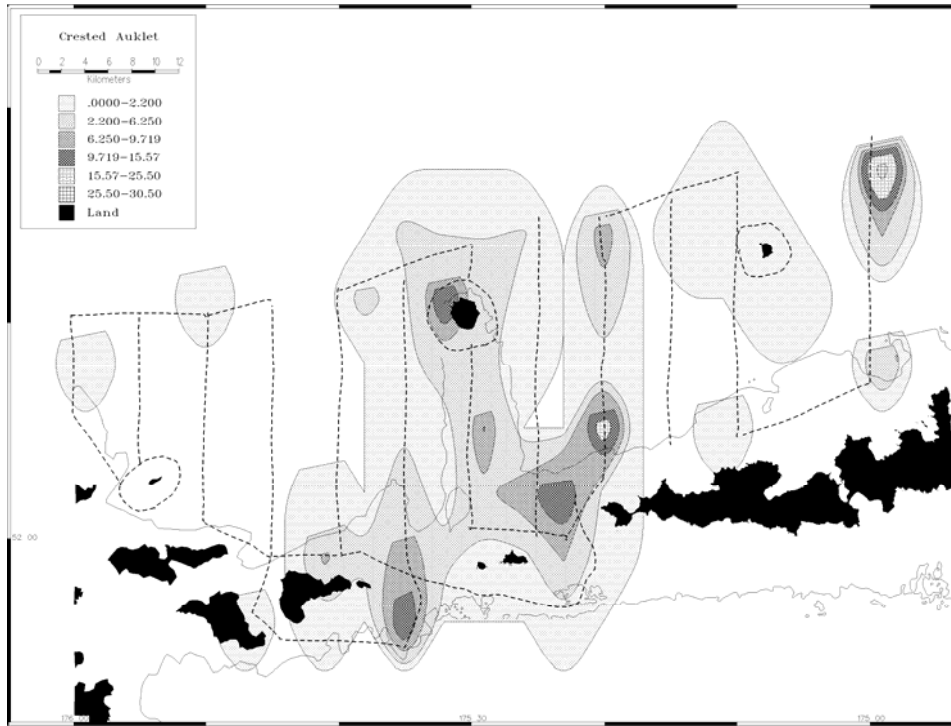 Crested Auklet
0 2 4 6 8 10 12
Kilometers
.0000−2.200
2.200−6.250
6.250−9.719
9.719−15.57
15.57−25.50
25.50−30.50
Land
52 00
176 00
175 30
175 00